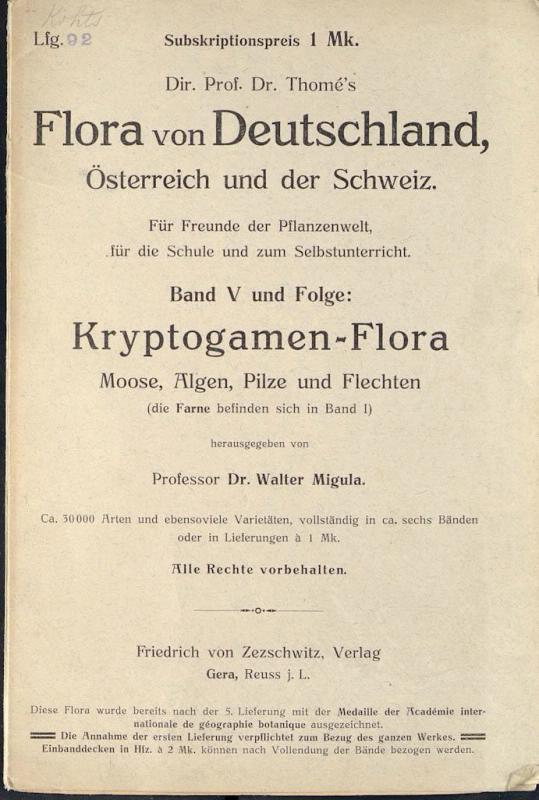 Kohts
Lfg. 92 Subskriptionspreis 1 Mk.
Dir. Prof. Dr. Thomé's
Flora von Deutschland,
Österreich und der Schweiz.
Für Freunde der Pflanzenwelt,
für die Schule und zum Selbstunterricht.
Band V und Folge:
Kryptogamen-Flora
Moose, Algen, Pilze und Flechten
(die Farne befinden sich in Band I)
herausgegeben von
Professor Dr. Walter Migula.
Ca. 30000 Arten und ebensoviele Varietäten, vollständig in ca. sechs Bänden
oder in Lieferungen à 1 Mk.
Alle Rechte vorbehalten.
Friedrich von Zezschwitz, Verlag
Gera, Reuss j. L.
Diese Flora wurde bereits nach der 5. Lieferung mit der Medaille der Académie inter-
nationale de géographie botanique ausgezeichnet.
Die Annahme der ersten Lieferung verpflichtet zum Bezug des ganzen Werkes.
Einbanddecken in Hfz. à 2 Mk. können nach Vollendung der Bände bezogen werden.